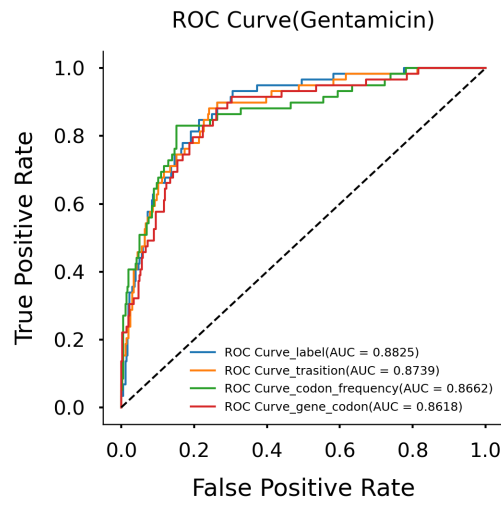 ROC Curve(Gentamicin)
True Positive Rate
1.0
0.8
0.6
0.4
0.2
0.0
ROC Curve_label(AUC = 0.8825)
ROC Curve_trasition(AUC = 0.8739)
ROC Curve_codon_frequency(AUC = 0.8662)
ROC Curve_gene_codon(AUC = 0.8618)
0.0 0.2 0.4 0.6 0.8 1.0
False Positive Rate